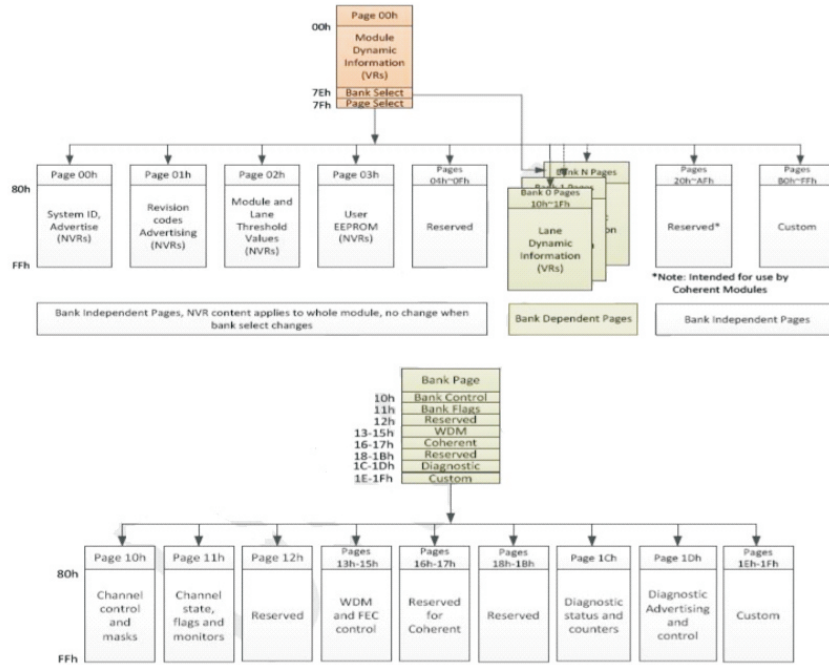 Page 00h
00h
Module
Dynamic
Information
(VRs)
7Eh
Bank Select
7Fh
Page Select
80h
FFh
Page 00h
System ID,
Advertise
(NVRs)
Page 01h
Revision
codes
Advertising
(NVRs)
Page 02h
Module and
Lane
Threshold
Values
(NVRs)
Page 03h
User
EEPROM
(NVRs)
Pages
04h~0Fh
Reserved
Bank N Pages
Bank 0 Pages
10h~1Fh
Lane
Dynamic
Information
(VRs)
Pages
20h~AFh
Reserved*
Pages
B0h~FFh
Custom
*Note: Intended for use by
Coherent Modules
Bank Independent Pages, NVR content applies to whole module, no change when
bank select changes
Bank Dependent Pages
Bank Independent Pages
Bank Page
10h
Bank Control
11h
Bank Flags
12h
Reserved
13-15h
WDM
16-17h
Coherent
18-1Bh
Reserved
1C-1Dh
Diagnostic
1E-1Fh
Custom
80h
FFh
Page 10h
Channel
control
and
masks
Page 11h
Channel
state,
flags and
monitors
Page 12h
Reserved
Pages
13h-15h
WDM
and FEC
control
Pages
16h-17h
Reserved
for
Coherent
Pages
18h-1Bh
Reserved
Page 1Ch
Diagnostic
status and
counters
Page 1Dh
Diagnostic
Advertising
and
control
Pages
1Eh-1Fh
Custom